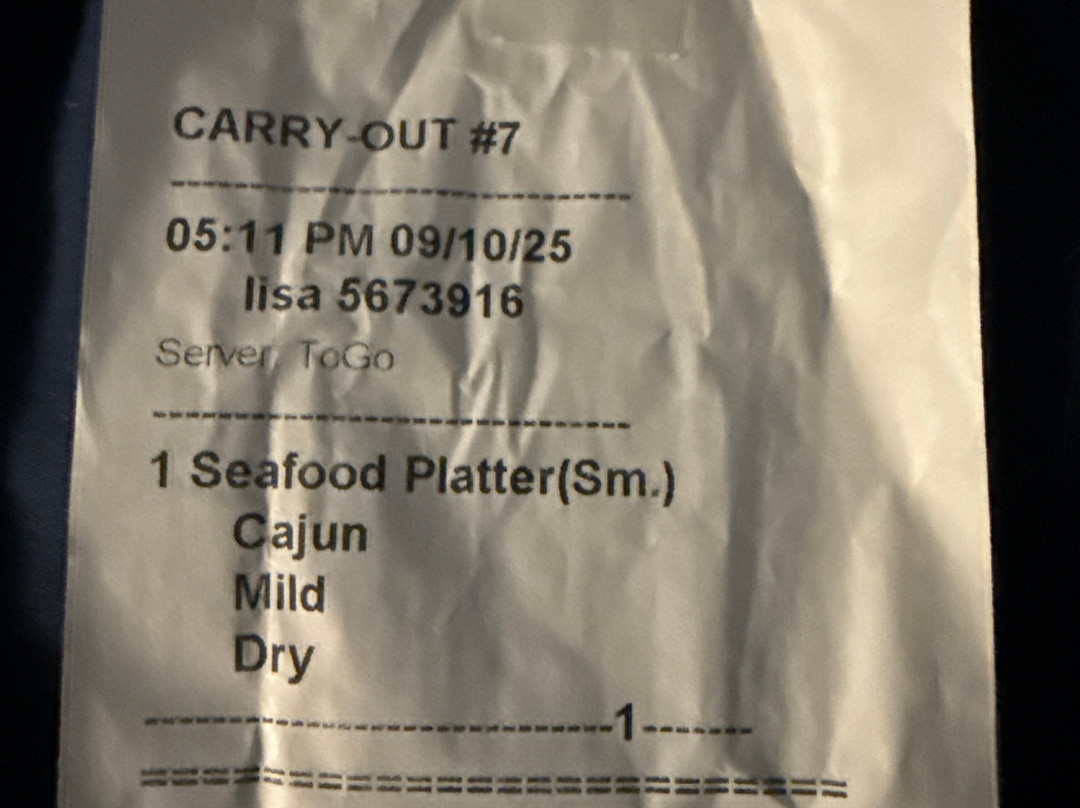 CARRY-OUT #7
--------------------------------
05:11 PM 09/10/25
lisa 5673916
Server, ToGo
--------------------------------
1 Seafood Platter(Sm.)
Cajun
Mild
Dry
--------------------------------1-------
=======================